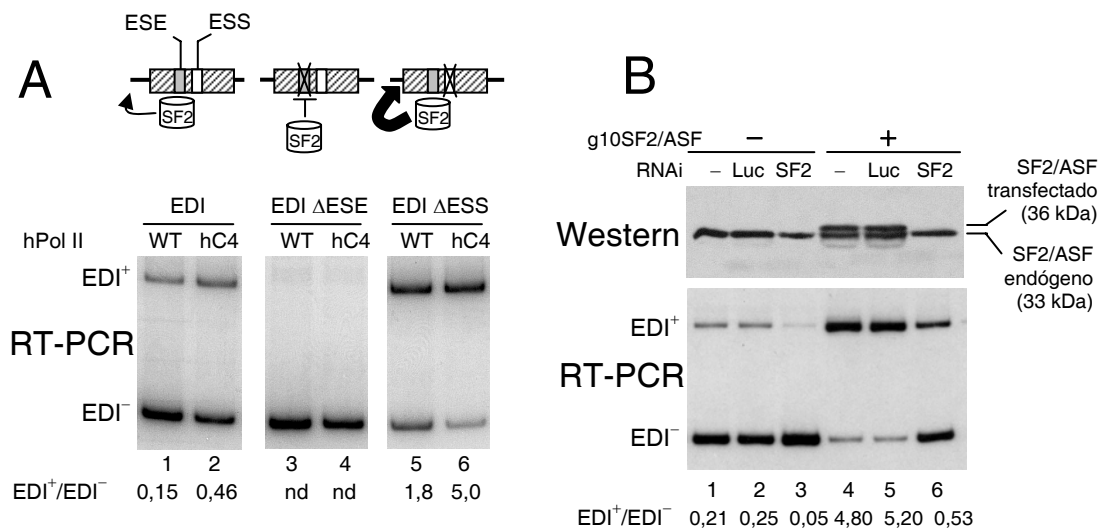 A
ESE ESS
SF2 SF2 SF2
EDI EDI ΔESE EDI ΔESS
hPol II WT hC4 WT hC4 WT hC4
EDI+
RT-PCR
EDI−
1 2 3 4 5 6
EDI+/EDI− 0,15 0,46 nd nd 1,8 5,0
B
g10SF2/ASF − +
RNAi − Luc SF2 − Luc SF2
Western
SF2/ASF
transfectado
(36 kDa)
SF2/ASF
endógeno
(33 kDa)
EDI+
RT-PCR
EDI−
1 2 3 4 5 6
EDI+/EDI− 0,21 0,25 0,05 4,80 5,20 0,53